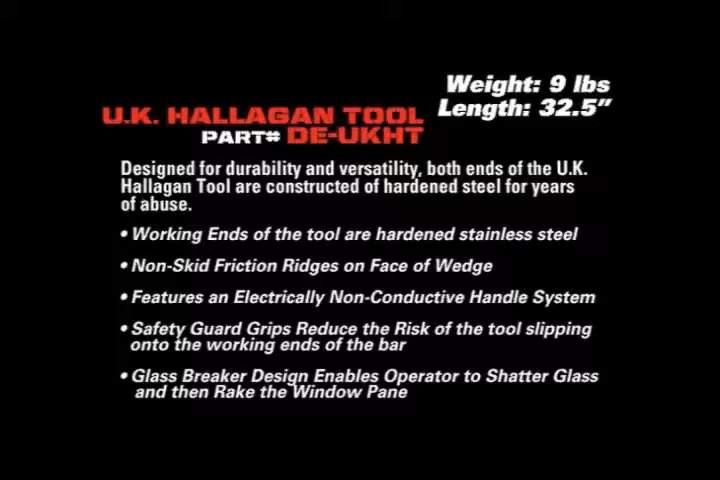 Weight: 9 lbs
Length: 32.5”
U.K. HALLAGAN TOOL
PART# DE-UKHT
Designed for durability and versatility, both ends of the U.K.
Hallagan Tool are constructed of hardened steel for years
of abuse.
• Working Ends of the tool are hardened stainless steel
• Non-Skid Friction Ridges on Face of Wedge
• Features an Electrically Non-Conductive Handle System
• Safety Guard Grips Reduce the Risk of the tool slipping
onto the working ends of the bar
• Glass Breaker Design Enables Operator to Shatter Glass
and then Rake the Window Pane